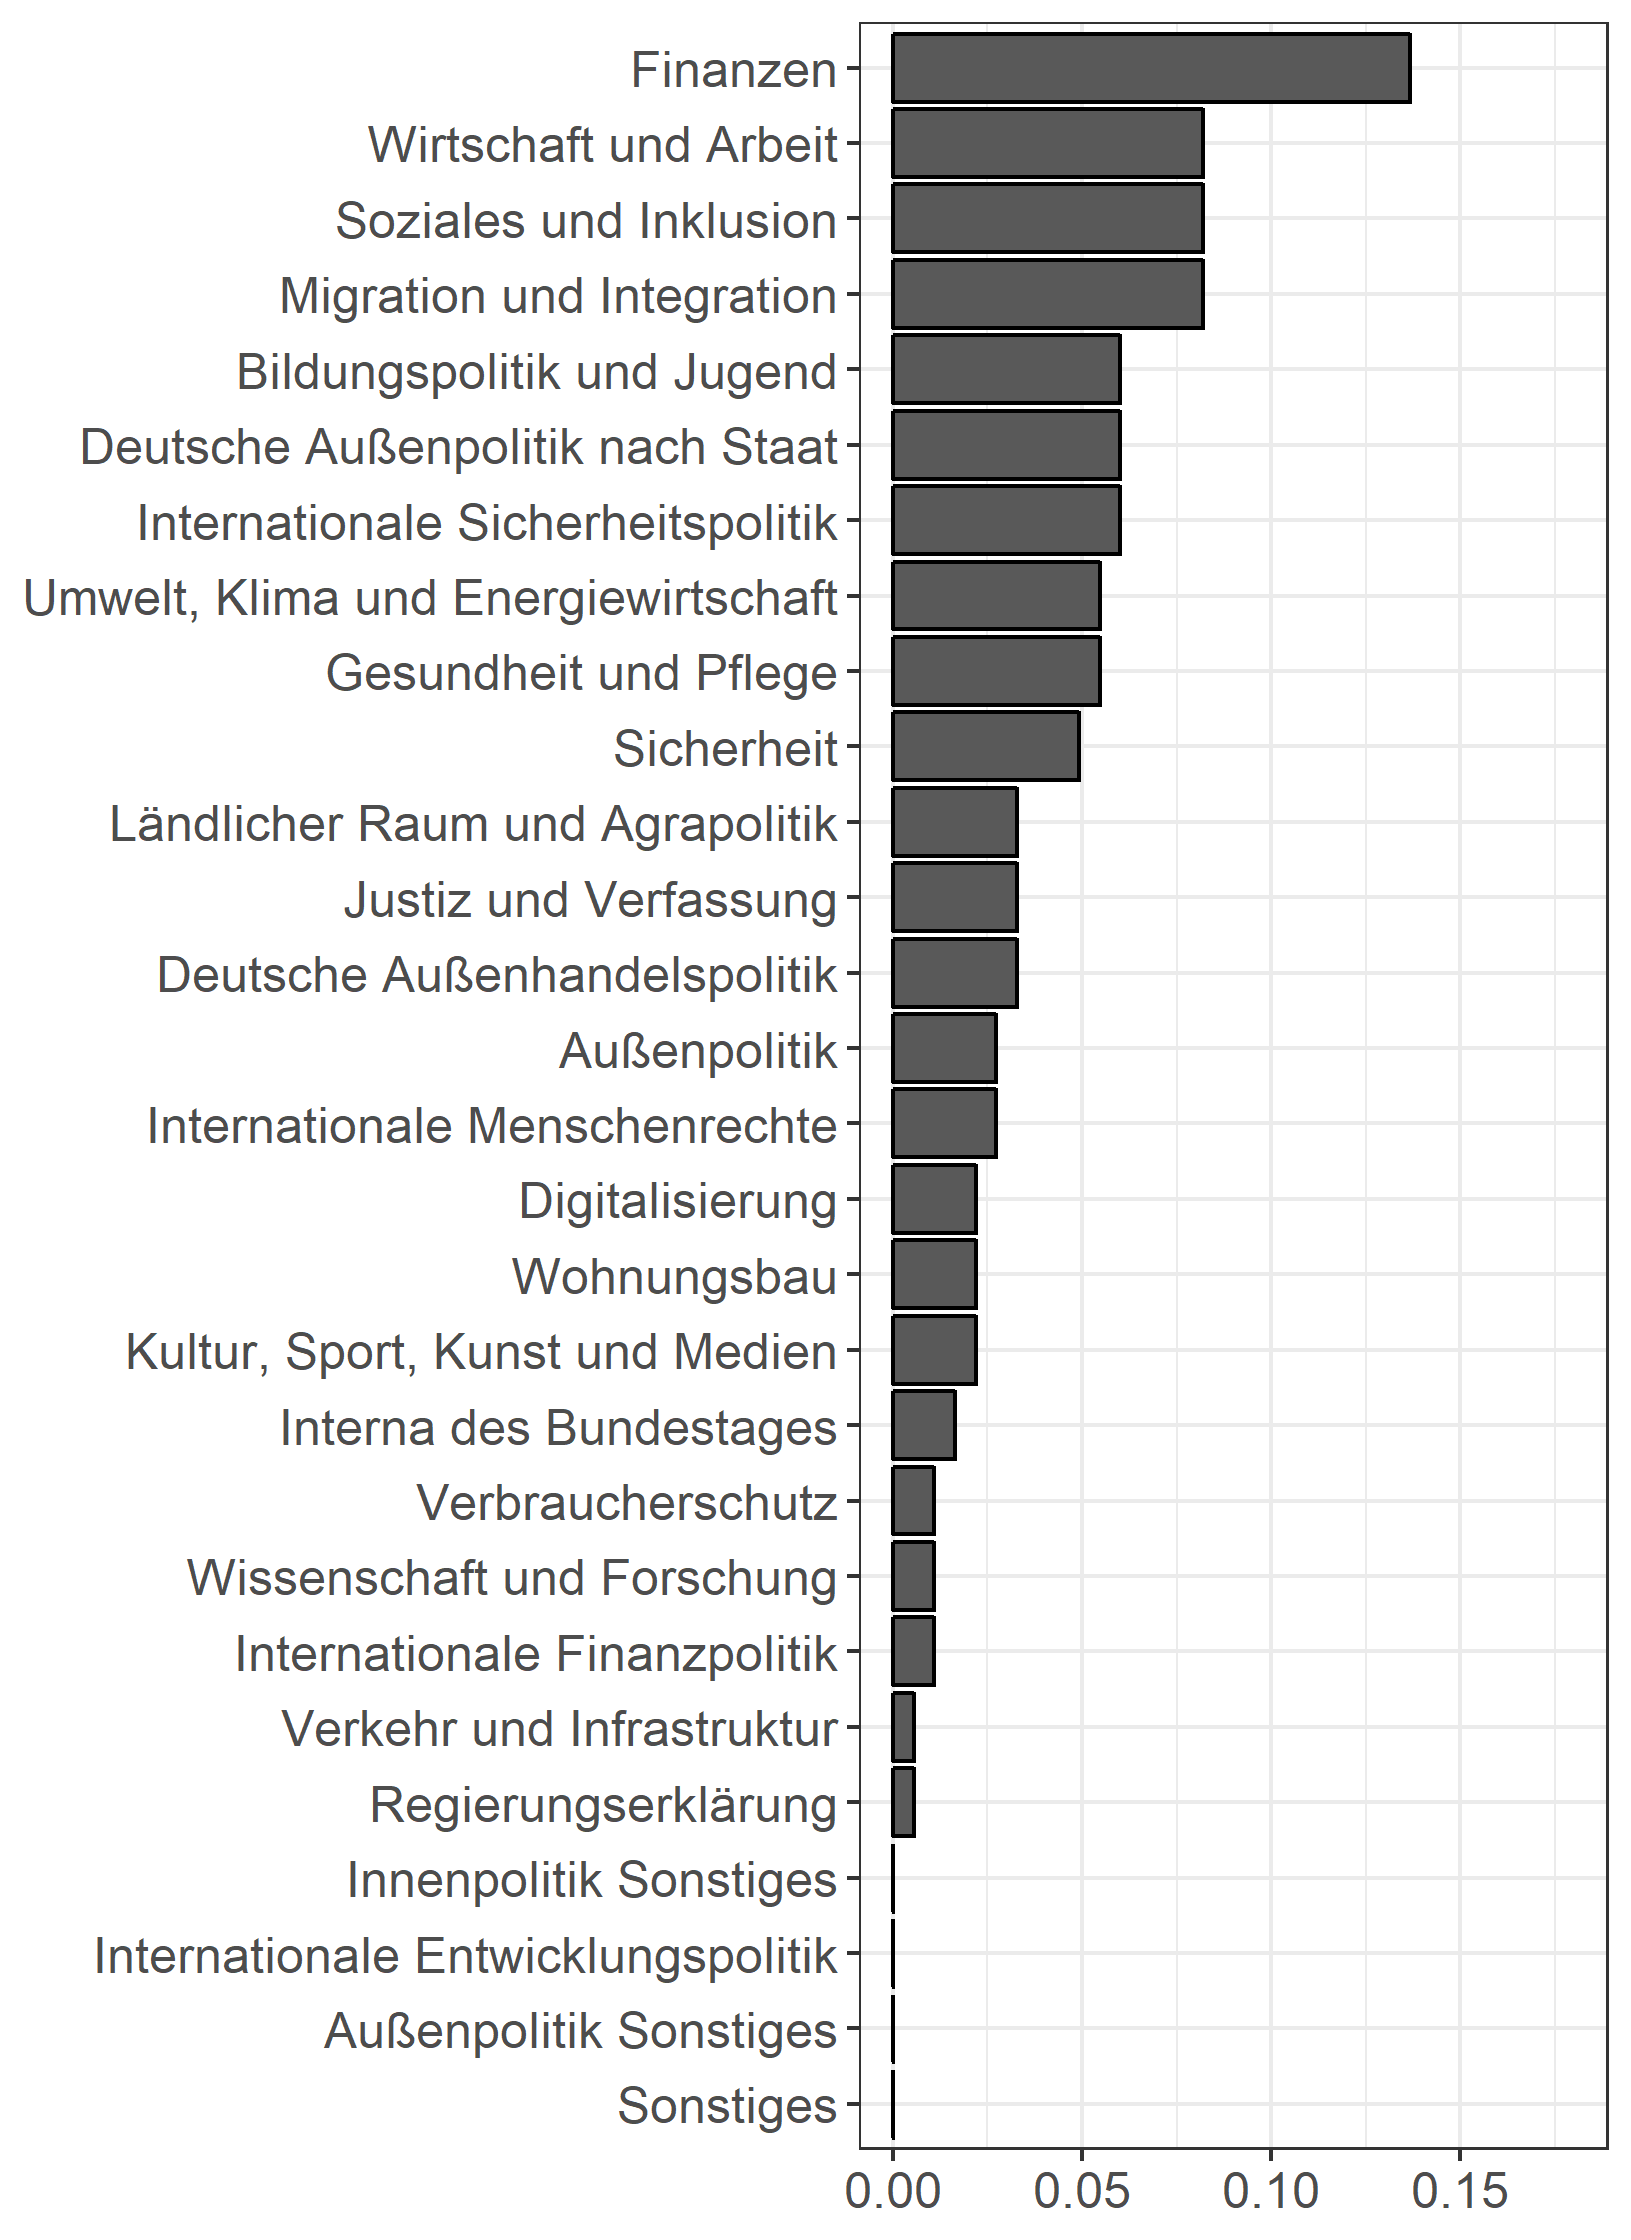 Finanzen
Wirtschaft und Arbeit
Soziales und Inklusion
Migration und Integration
Bildungspolitik und Jugend
Deutsche Außenpolitik nach Staat
Internationale Sicherheitspolitik
Umwelt, Klima und Energiewirtschaft
Gesundheit und Pflege
Sicherheit
Ländlicher Raum und Agrapolitik
Justiz und Verfassung
Deutsche Außenhandelspolitik
Außenpolitik
Internationale Menschenrechte
Digitalisierung
Wohnungsbau
Kultur, Sport, Kunst und Medien
Interna des Bundestages
Verbraucherschutz
Wissenschaft und Forschung
Internationale Finanzpolitik
Verkehr und Infrastruktur
Regierungserklärung
Innenpolitik Sonstiges
Internationale Entwicklungspolitik
Außenpolitik Sonstiges
Sonstiges
0.00 0.05 0.10 0.15